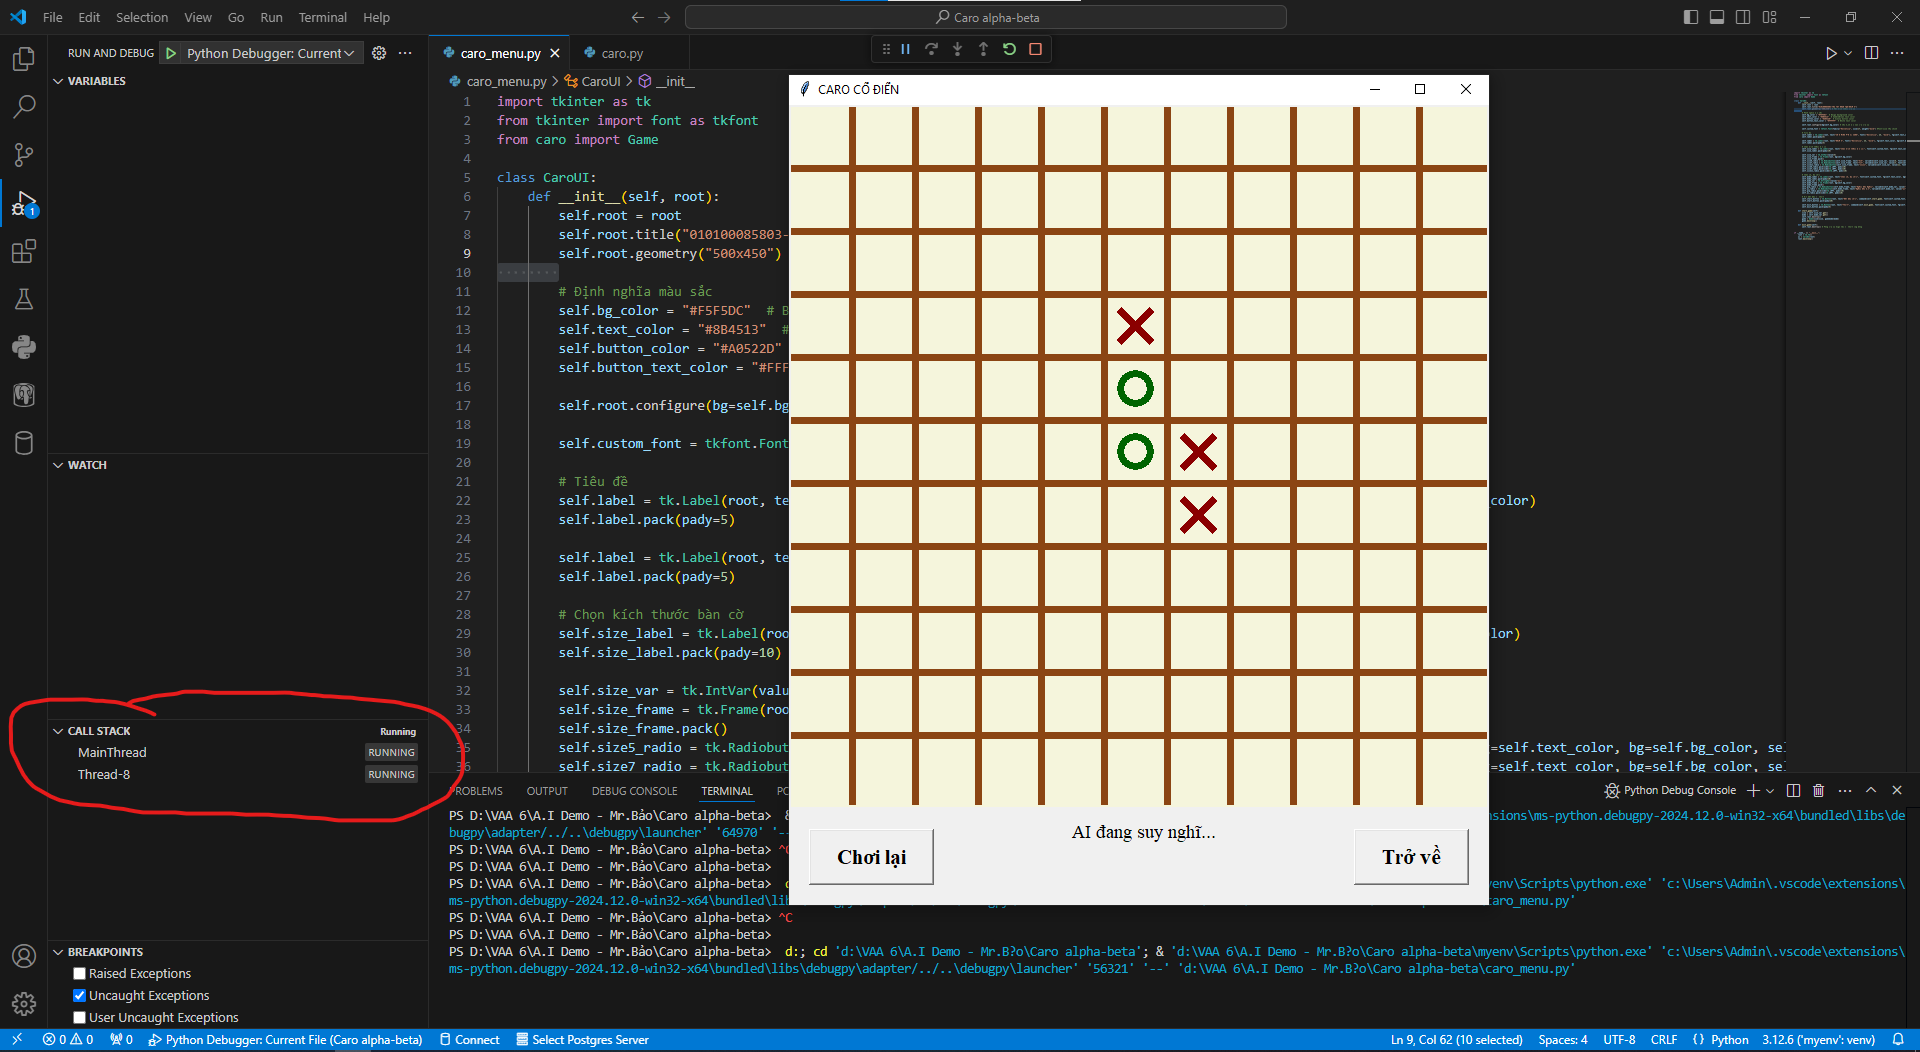 File Edit Selection View Go Run Terminal Help
Caro alpha-beta
RUN AND DEBUG Python Debugger: Current
caro_menu.py
caro.py
VARIABLES
caro_menu.py > CaroUI > __init__
1 import tkinter as tk
2 from tkinter import font as tkfont
3 from caro import Game
4
5 class CaroUI:
6 def __init__(self, root):
7 self.root = root
8 self.root.title("010100085803-
9 self.root.geometry("500x450")
10
11 # Định nghĩa màu sắc
12 self.bg_color = "#F5F5DC" # B
13 self.text_color = "#8B4513" #
14 self.button_color = "#A0522D"
15 self.button_text_color = "#FFF
16
17 self.root.configure(bg=self.bg
18
19 self.custom_font = tkfont.Font
20
21 # Tiêu đề
22 self.label = tk.Label(root, te
color)
23 self.label.pack(pady=5)
24
25 self.label = tk.Label(root, te
26 self.label.pack(pady=5)
27
28 # Chọn kích thước bàn cờ
29 self.size_label = tk.Label(roo
lor)
30 self.size_label.pack(pady=10)
31
32 self.size_var = tk.IntVar(valu
33 self.size_frame = tk.Frame(roo
34 self.size_frame.pack()
35 self.size5_radio = tk.Radiobut
=self.text_color, bg=self.bg_color, se
36 self.size7_radio = tk.Radiobut
=self.text_color, bg=self.bg_color, se
CARO CỔ ĐIỂN
AI đang suy nghĩ...
Chơi lại
Trở về
WATCH
CALL STACK Running
MainThread RUNNING
Thread-8 RUNNING
BREAKPOINTS
Raised Exceptions
Uncaught Exceptions
User Uncaught Exceptions
ROBLEMS OUTPUT DEBUG CONSOLE TERMINAL PO
Python Debug Console
PS D:\VAA 6\A.I Demo - Mr.Bảo\Caro alpha-beta> &
nsions\ms-python.debugpy-2024.12.0-win32-x64\bundled\libs\de
bugpy\adapter/../..\debugpy\launcher' '64970' '--
PS D:\VAA 6\A.I Demo - Mr.Bảo\Caro alpha-beta> ^C
PS D:\VAA 6\A.I Demo - Mr.Bảo\Caro alpha-beta>
PS D:\VAA 6\A.I Demo - Mr.Bảo\Caro alpha-beta> d
myenv\Scripts\python.exe' 'c:\Users\Admin\.vscode\extensions\
ms-python.debugpy-2024.12.0-win32-x64\bundled\lib
caro_menu.py'
PS D:\VAA 6\A.I Demo - Mr.Bảo\Caro alpha-beta> ^C
PS D:\VAA 6\A.I Demo - Mr.Bảo\Caro alpha-beta>
PS D:\VAA 6\A.I Demo - Mr.Bảo\Caro alpha-beta> d:; cd 'd:\VAA 6\A.I Demo - Mr.B?o\Caro alpha-beta'; & 'd:\VAA 6\A.I Demo - Mr.B?o\Caro alpha-beta\myenv\Scripts\python.exe' 'c:\Users\Admin\.vscode\extensions\
ms-python.debugpy-2024.12.0-win32-x64\bundled\libs\debugpy\adapter/../..\debugpy\launcher' '56321' '--' 'd:\VAA 6\A.I Demo - Mr.B?o\Caro alpha-beta\caro_menu.py'
0 0 0 Python Debugger: Current File (Caro alpha-beta) Connect Select Postgres Server
Ln 9, Col 62 (10 selected) Spaces: 4 UTF-8 CRLF {} Python 3.12.6 ('myenv': venv)